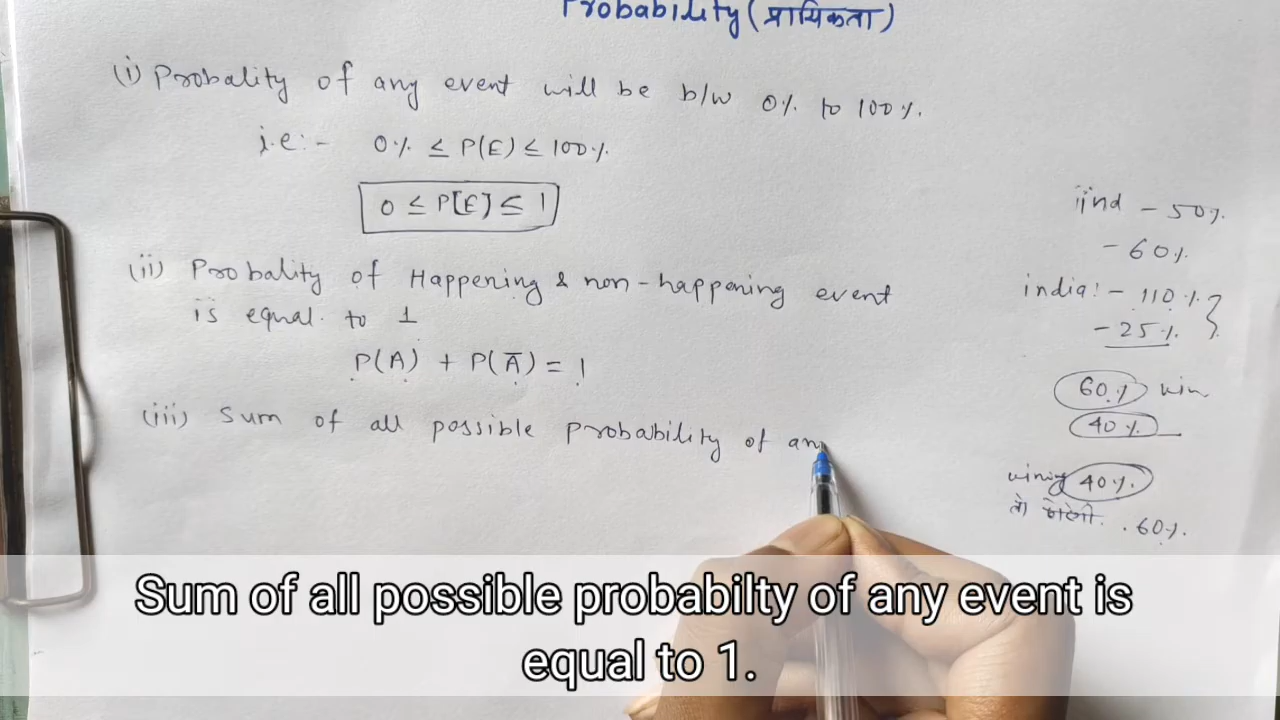 Probability (प्रायिकता)
(i) Probality of any event will be b/w 0% to 100%.
i.e:- 0% ≤ P(E) ≤ 100%
0 ≤ P[E] ≤ 1
(ii) Probality of Happening & non-happening event
is equal. to 1
P(A) + P(Ā) = 1
(iii) Sum of all possible probability of an
iind - 50%
- 60%
india:- 110%
- 25%
60% win
40%
wining 40%.
तो
. 60%.
Sum of all possible probabilty of any event is
equal to 1.